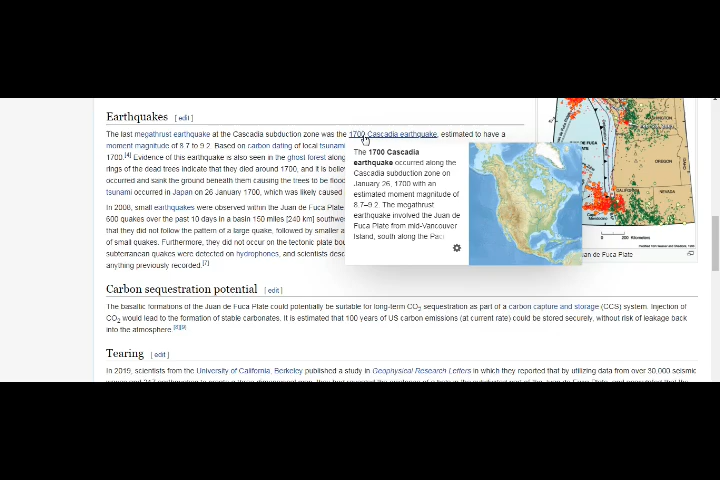 Earthquakes [ edit ]
The last megathrust earthquake at the Cascadia subduction zone was the 1700 Cascadia earthquake, estimated to have a
moment magnitude of 8.7 to 9.2. Based on carbon dating of local tsunami
1700.[4] Evidence of this earthquake is also seen in the ghost forest along
rings of the dead trees indicate that they died around 1700, and it is belie
occurred and sank the ground beneath them causing the trees to be flood
tsunami occurred in Japan on 26 January 1700, which was likely caused
In 2008, small earthquakes were observed within the Juan de Fuca Plate
600 quakes over the past 10 days in a basin 150 miles [240 km] southwes
that they did not follow the pattern of a large quake, followed by smaller a
of small quakes. Furthermore, they did not occur on the tectonic plate bou
subterranean quakes were detected on hydrophones, and scientists desc
anything previously recorded.[7]
The 1700 Cascadia
earthquake occurred along the
Cascadia subduction zone on
January 26, 1700 with an
estimated moment magnitude of
8.7–9.2. The megathrust
earthquake involved the Juan de
Fuca Plate from mid-Vancouver
Island, south along the Paci
WASHINGTON
OREGON
CALIFORNIA
NEVADA
Cape
Mendocino
0 200 Kilometers
uan de Fuca Plate
Carbon sequestration potential [ edit ]
The basaltic formations of the Juan de Fuca Plate could potentially be suitable for long-term CO2 sequestration as part of a carbon capture and storage (CCS) system. Injection of
CO2 would lead to the formation of stable carbonates. It is estimated that 100 years of US carbon emissions (at current rate) could be stored securely, without risk of leakage back
into the atmosphere.[8][9]
Tearing [ edit ]
In 2019, scientists from the University of California, Berkeley published a study in Geophysical Research Letters in which they reported that by utilizing data from over 30,000 seismic